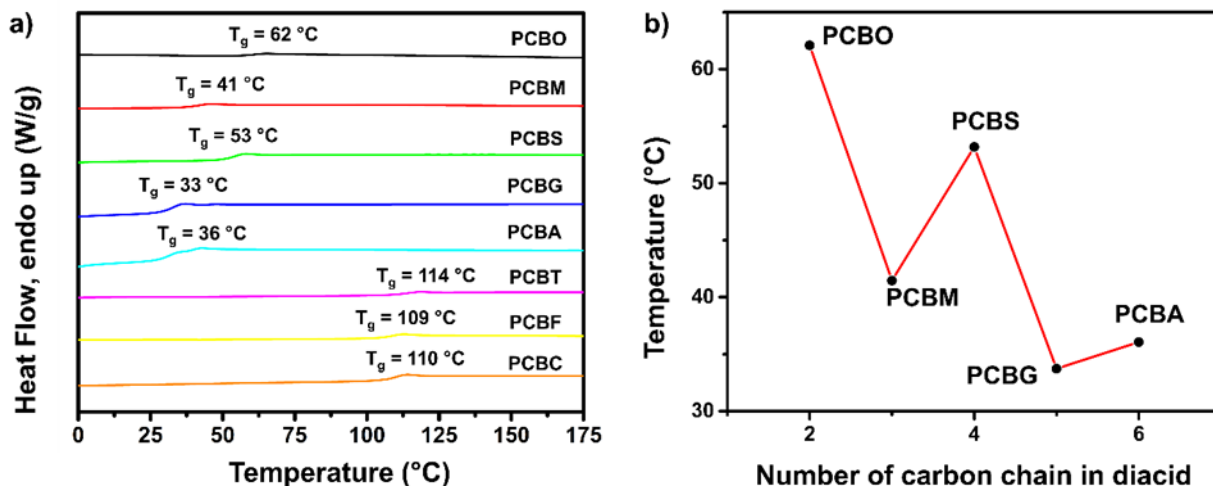 a)
Heat Flow, endo up (W/g)
Tg = 62 °C
PCBO
Tg = 41 °C
PCBM
Tg = 53 °C
PCBS
Tg = 33 °C
PCBG
Tg = 36 °C
PCBA
Tg = 114 °C
PCBT
Tg = 109 °C
PCBF
Tg = 110 °C
PCBC
0 25 50 75 100 125 150 175
Temperature (°C)
b)
Temperature (°C)
60
50
40
30
PCBO
PCBS
PCBM
PCBA
PCBG
2 4 6
Number of carbon chain in diacid